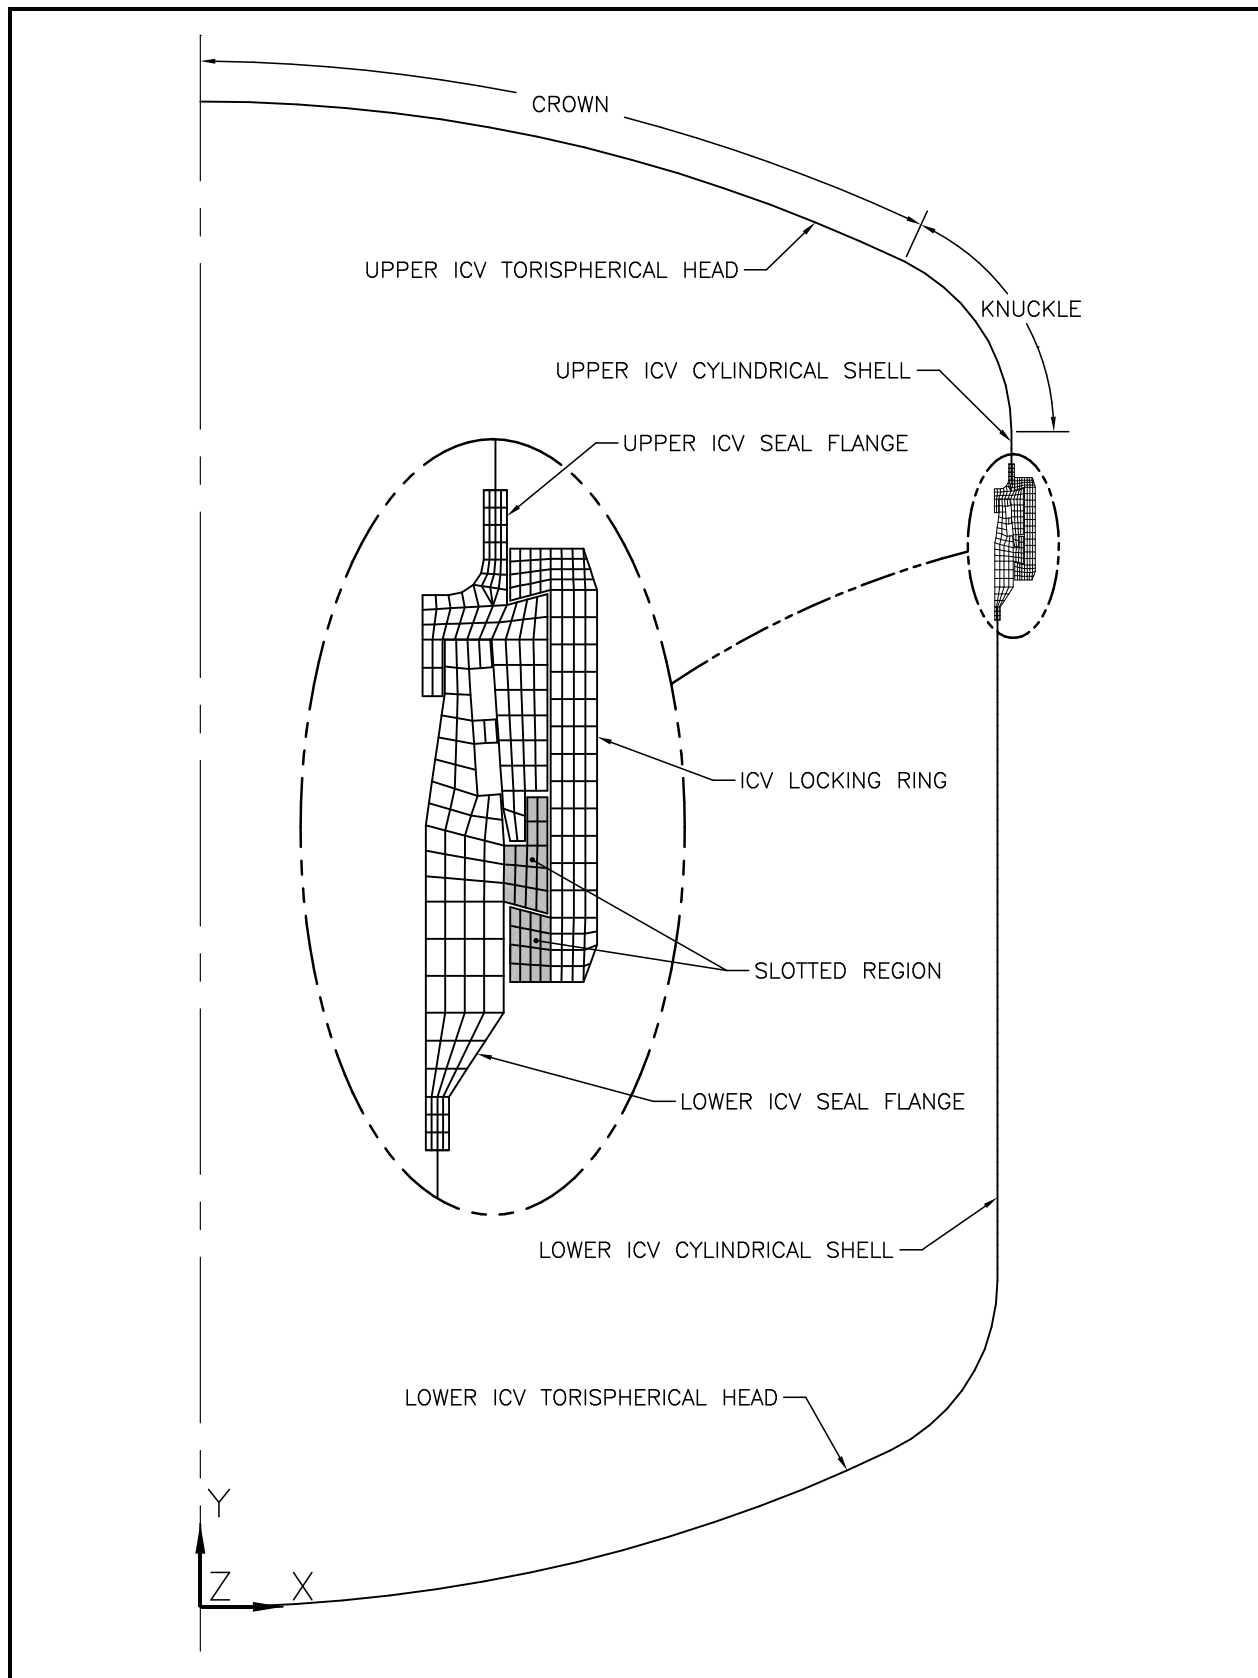 CROWN
UPPER ICV TORISPHERICAL HEAD
KNUCKLE
UPPER ICV CYLINDRICAL SHELL
UPPER ICV SEAL FLANGE
ICV LOCKING RING
SLOTTED REGION
LOWER ICV SEAL FLANGE
LOWER ICV CYLINDRICAL SHELL
LOWER ICV TORISPHERICAL HEAD
Y
Z X